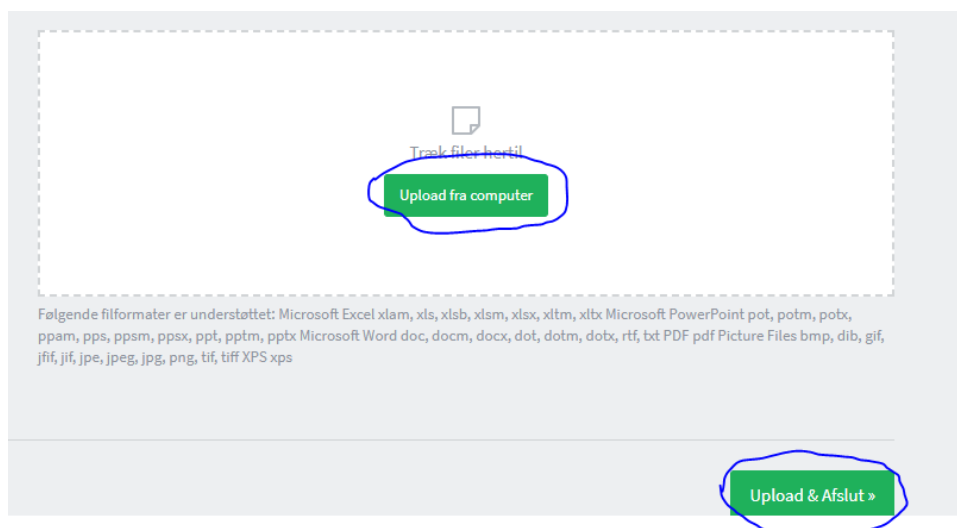 Træk filer hertil
Upload fra computer
Følgende filformater er understøttet: Microsoft Excel xlam, xls, xlsb, xlsm, xlsx, xltm, xltx Microsoft PowerPoint pot, potm, potx,
ppam, pps, ppsm, ppsx, ppt, pptm, pptx Microsoft Word doc, docm, docx, dot, dotm, dotx, rtf, txt PDF pdf Picture Files bmp, dib, gif,
jfif, jif, jpe, jpeg, jpg, png, tif, tiff XPS xps
Upload & Afslut »